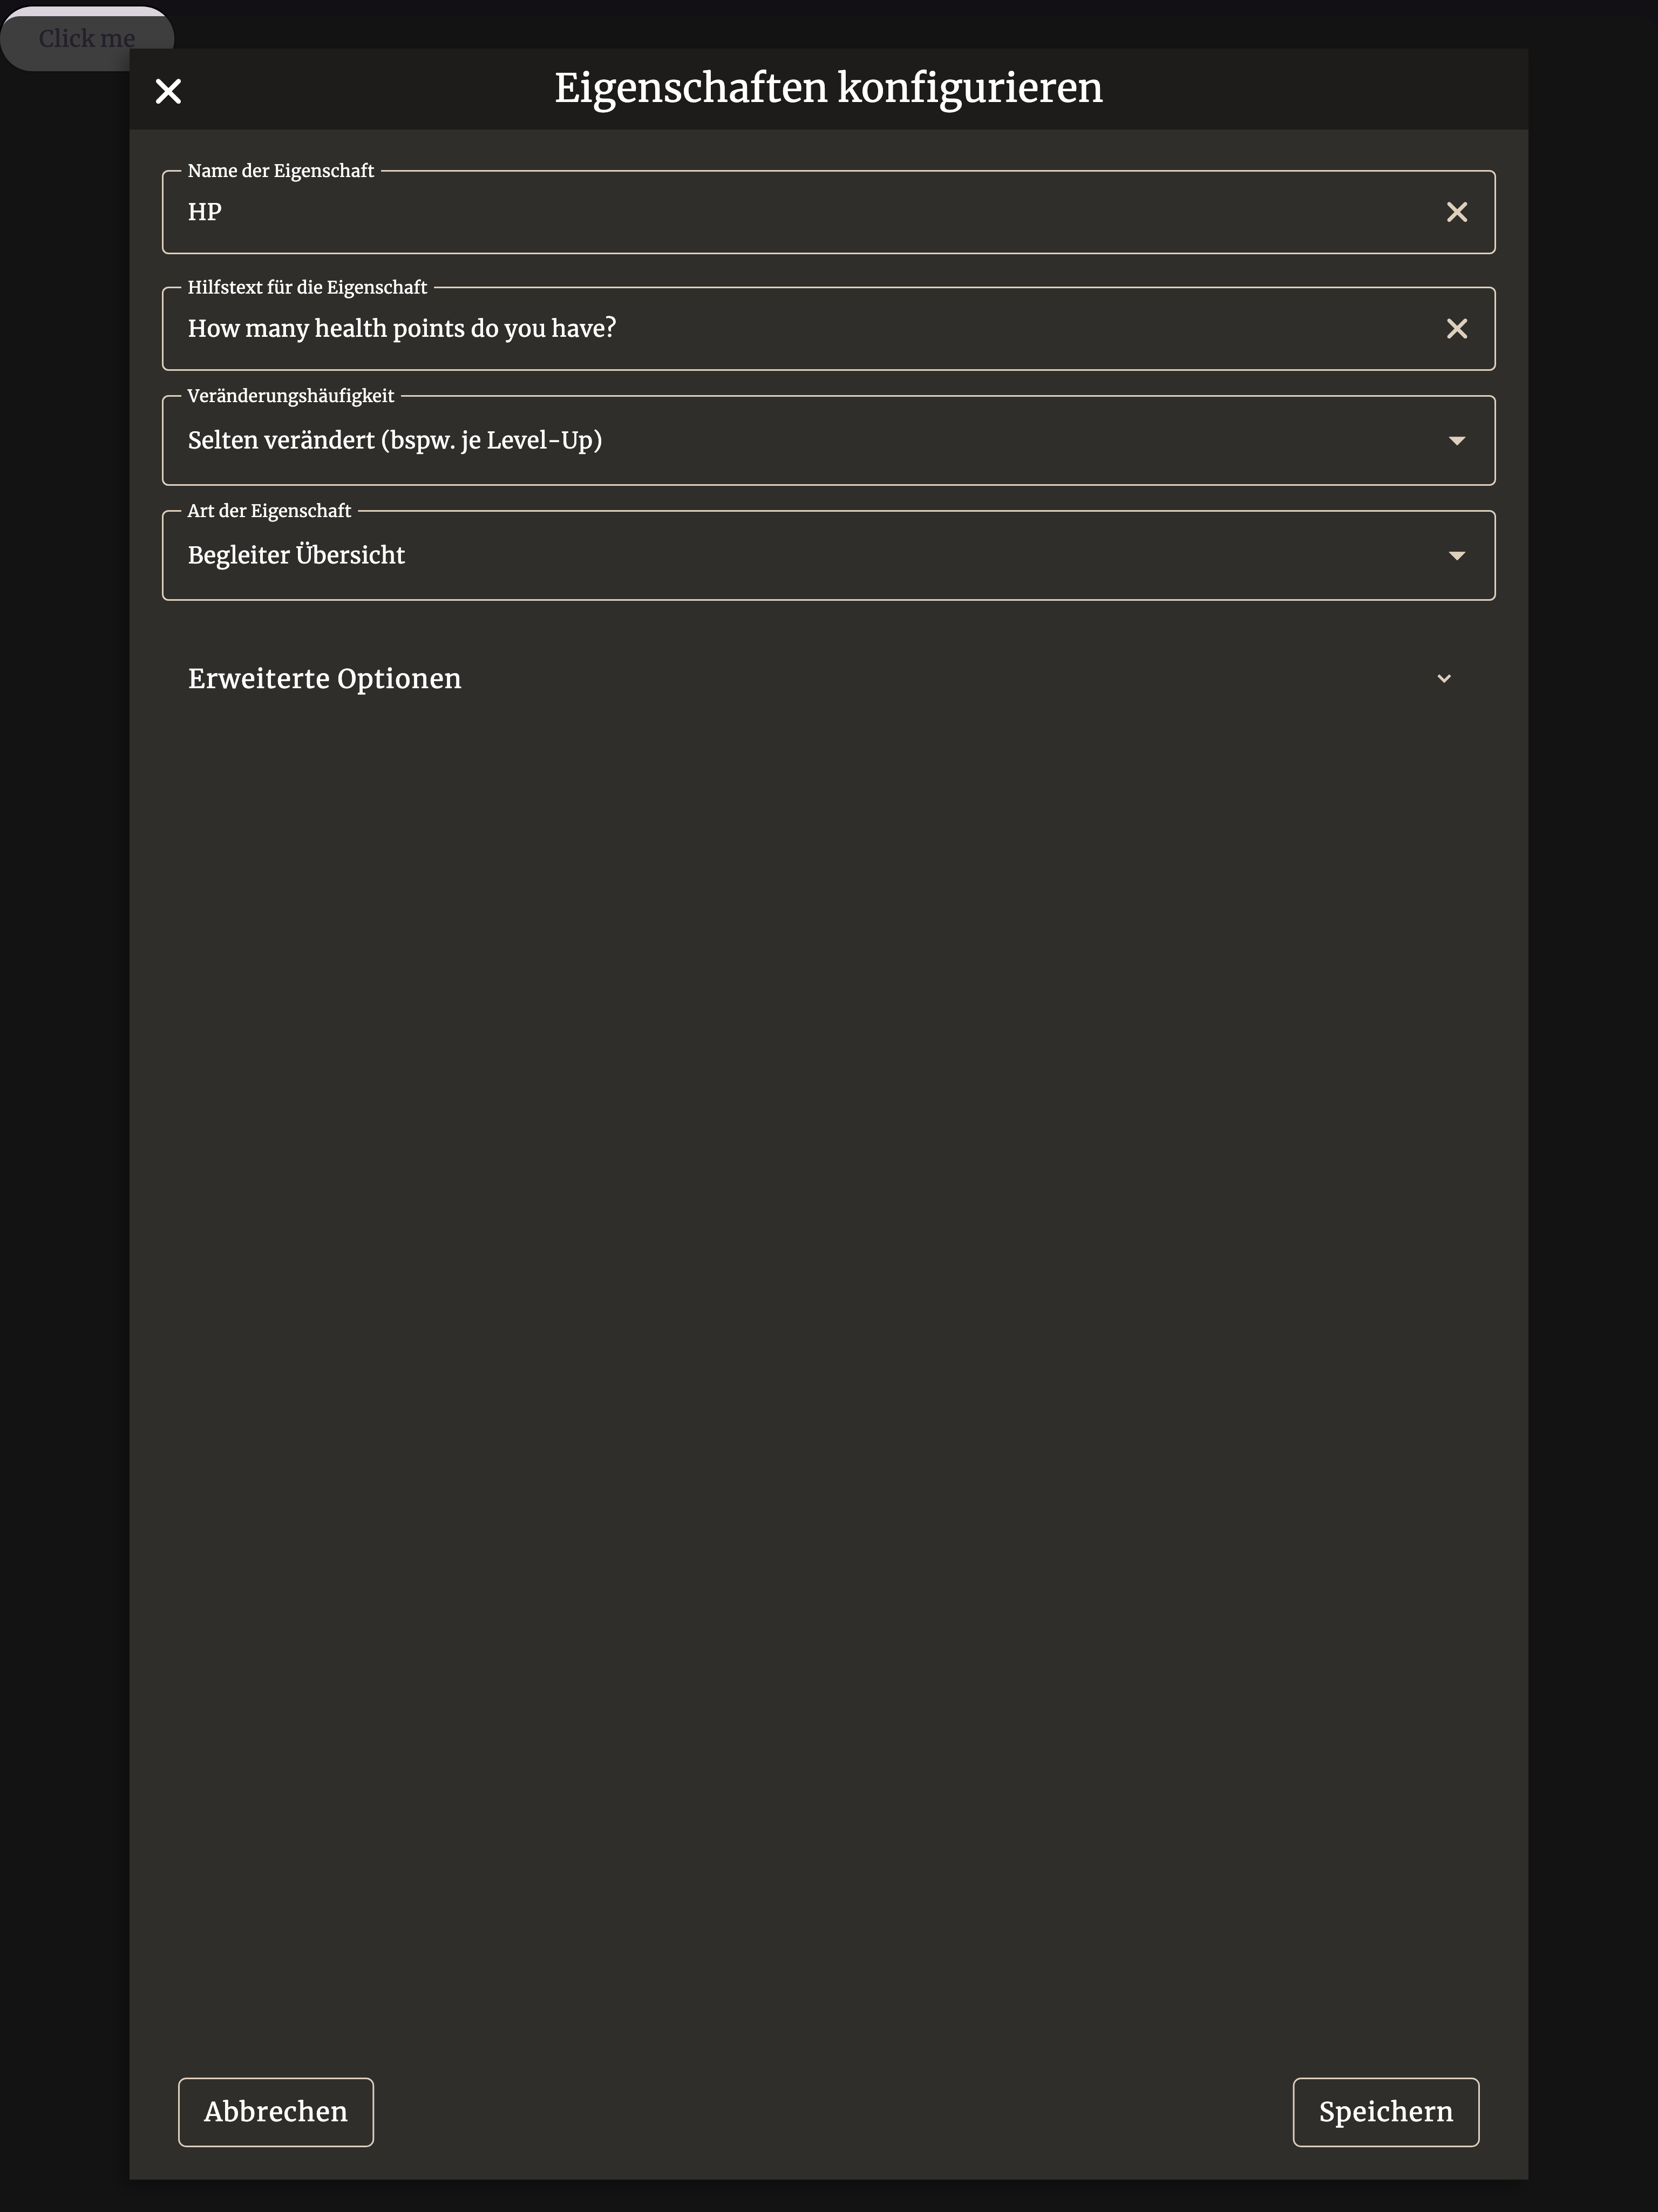 Click me
Eigenschaften konfigurieren
Name der Eigenschaft
HP
Hilfstext für die Eigenschaft
How many health points do you have?
Veränderungshäufigkeit
Selten verändert (bspw. je Level-Up)
Art der Eigenschaft
Begleiter Übersicht
Erweiterte Optionen
Abbrechen
Speichern